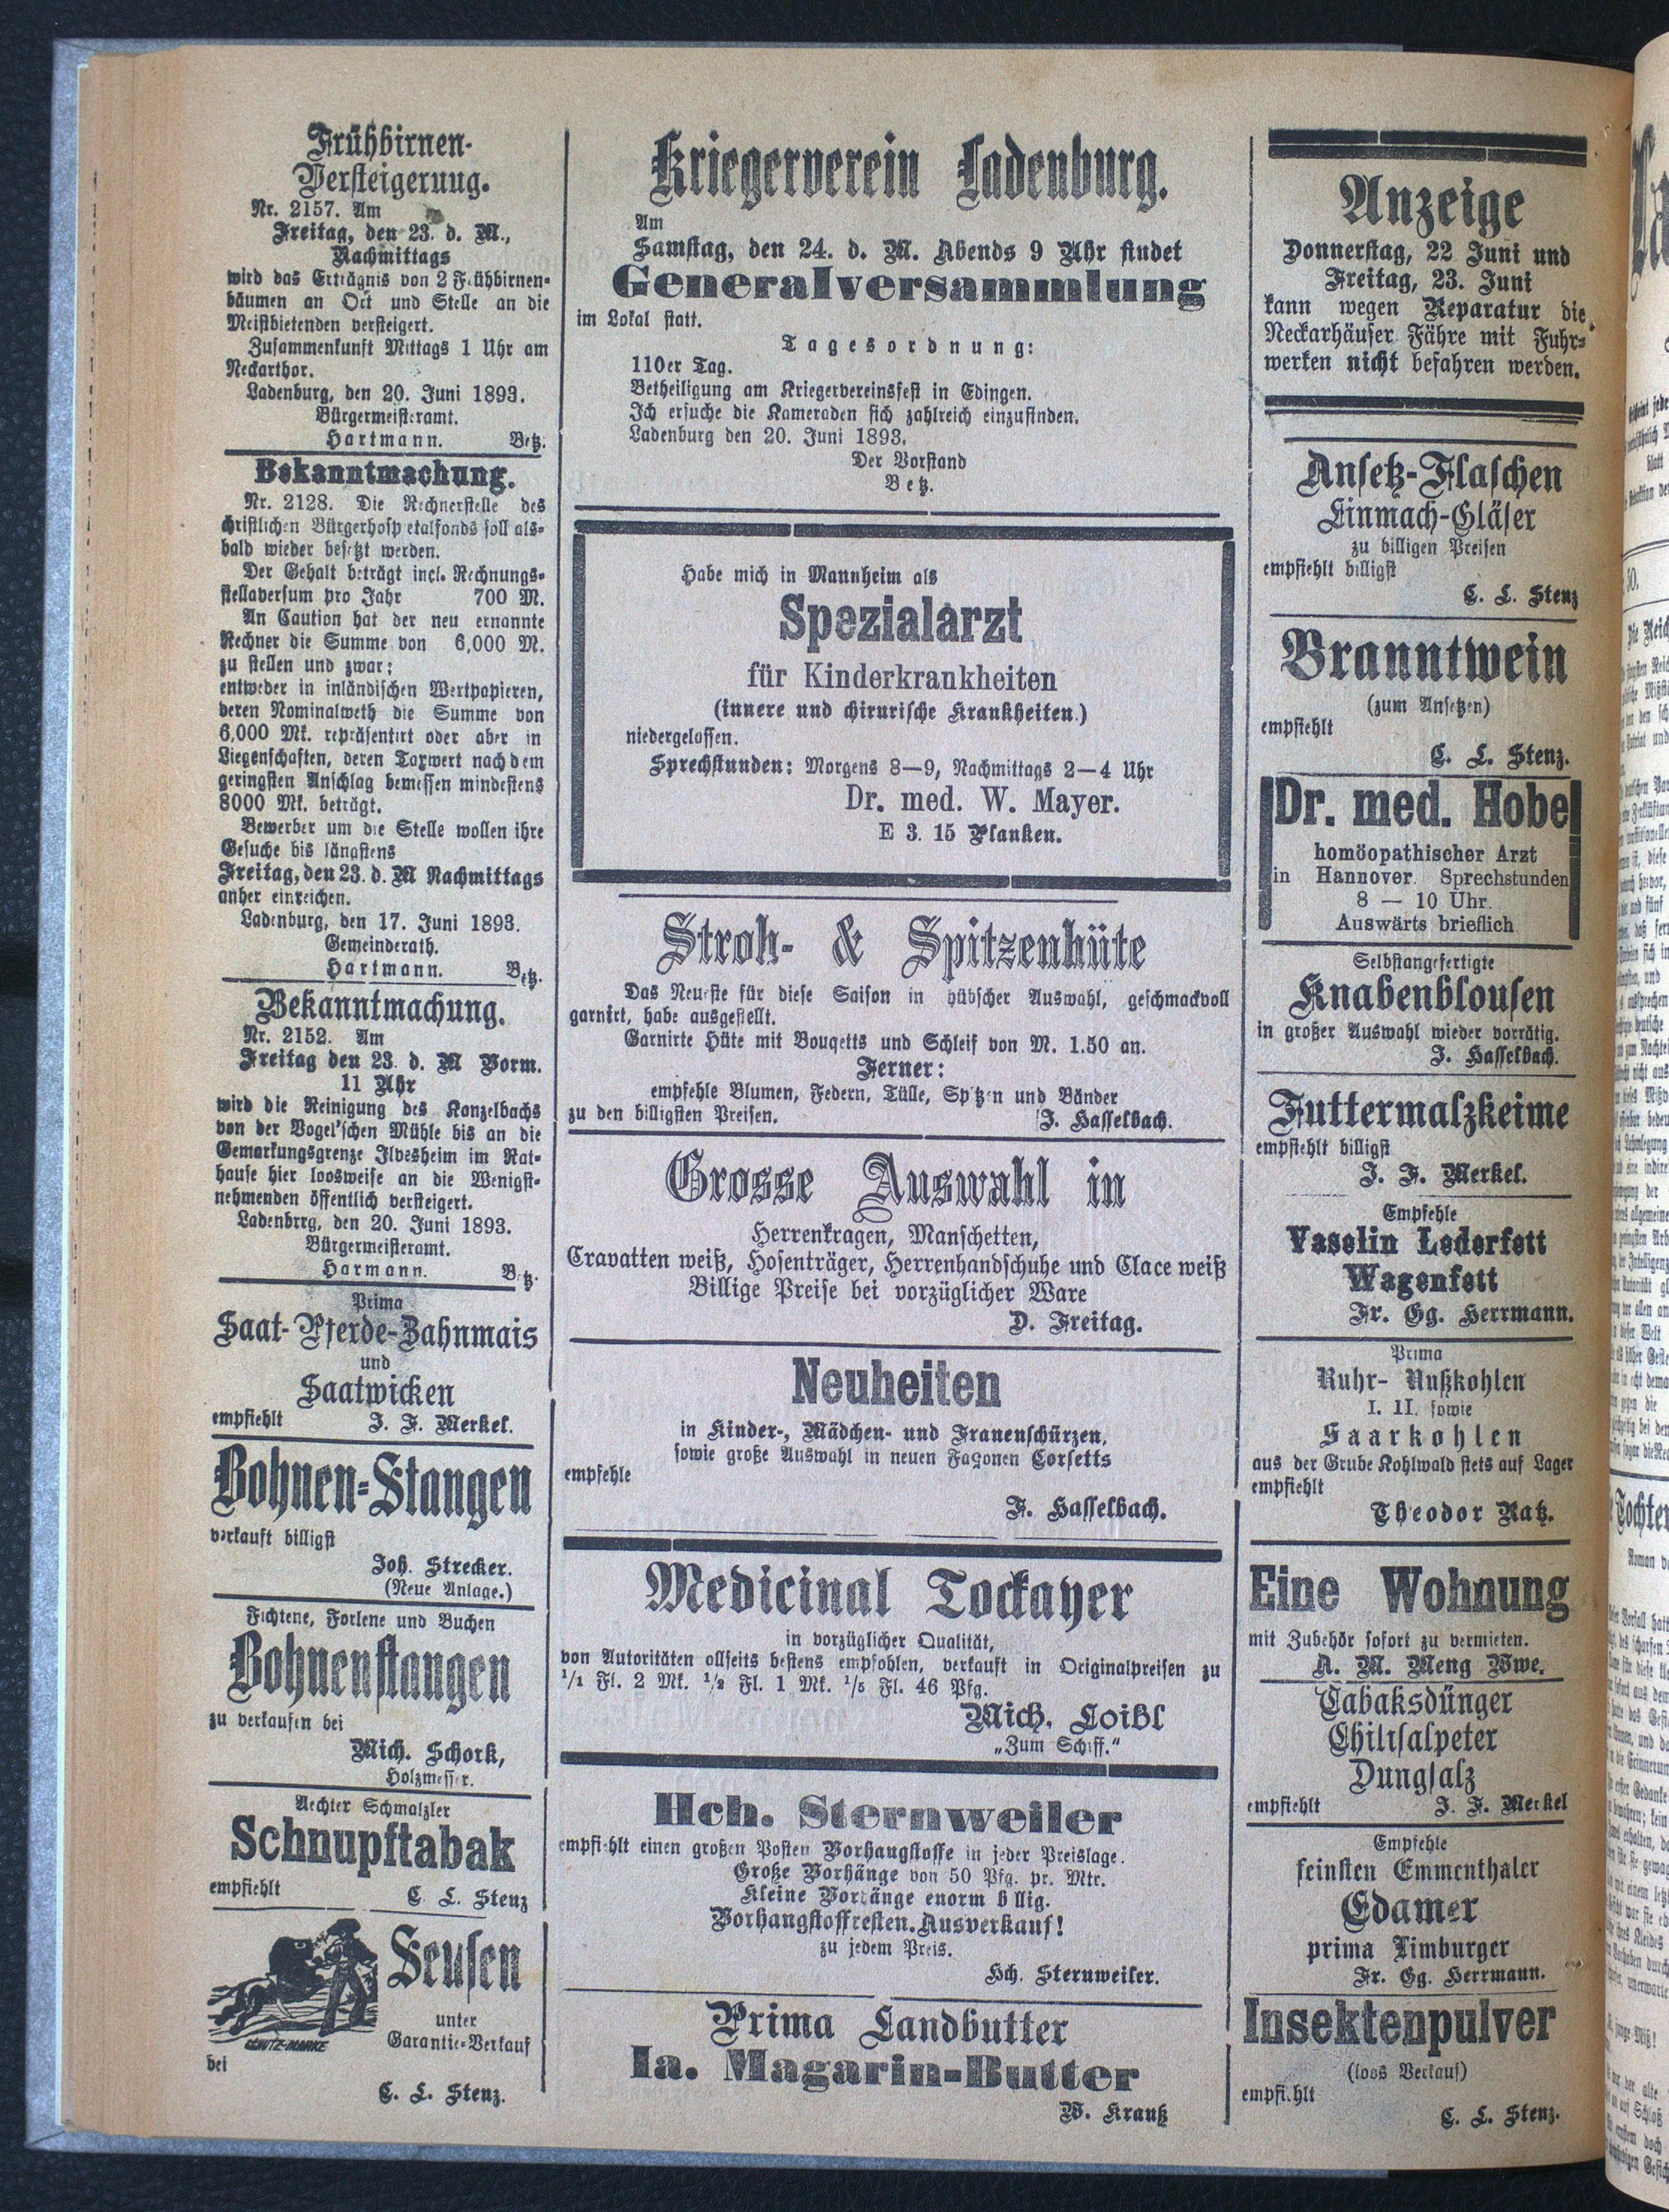 Frühbirnen-
Versteigeruug.
Nr. 2157. Am
Freitag, den 23. d. M.,
Nachmittags
wird das Erträgnis von 2 Frühbirnen-
bäumen an Ort und Stelle an die
Meistbietenden versteigert.
Zusammenkunft Mittags 1 Uhr am
Neckarthor.
Ladenburg, den 20. Juni 1893.
Bürgermeisteramt.
Hartmann. Betz.
Bekanntmachung.
Nr. 2128. Die Rechnerstelle des
christlichen Bürgerhospetalfonds soll als-
bald wieder besetzt werden.
Der Gehalt beträgt incl. Rechnungs-
stellaversum pro Jahr 700 M.
An Caution hat der neu ernannte
Rechner die Summe von 6,000 M.
zu stellen und zwar:
entweder in inländischen Wertpapieren,
deren Nominalweth die Summe von
6,000 Mk. repräsentirt oder aber in
Liegenschaften, deren Taxwert nach dem
geringsten Anschlag bemessen mindestens
8000 Mk. beträgt.
Bewerber um die Stelle wollen ihre
Gesuche bis längstens
Freitag, den 23. d. M Nachmittags
anher einreichen.
Ladenburg, den 17. Juni 1893.
Gemeinderath.
Hartmann. Betz.
Bekanntmachung.
Nr. 2152. Am
Freitag den 23. d. M Vorm.
11 Uhr
wird die Reinigung des Kanzelbachs
von der Vogel'schen Mühle bis an die
Gemarkungsgrenze Ilvesheim im Rat-
hause hier loosweise an die Wenigst-
nehmenden öffentlich versteigert.
Ladenbrrg, den 20. Juni 1893.
Bürgermeisteramt.
Harmann. Betz.
Prima
Saat-Pferde-Zahnmais
und
Saatwicken
empfiehlt J. F. Merkel.
Bohnen-Stangen
verkauft billigst
Joh. Strecker.
(Neue Anlage.)
Fichtene, Forlene und Buchen
Bohnenstangen
zu verkaufen bei
Mich. Schork,
Holzmesser.
Aechter Schmalzler
Schnupftabak
empfiehlt C. L. Stenz
Sensen
unter
Garantie-Verkauf
SCHUTZ-MARKE
bei
C. L. Stenz.
Kriegerverein Ladenburg.
Am
Samstag, den 24. d. M. Abends 9 Uhr findet
Generalversammlung
im Lokal statt.
Tagesordnung:
110er Tag.
Betheiligung am Kriegervereinsfest in Edingen.
Ich ersuche die Kameraden sich zahlreich einzufinden.
Ladenburg den 20. Juni 1893.
Der Vorstand
Betz.
Habe mich in Mannheim als
Spezialarzt
für Kinderkrankheiten
(innere und chirurische Krankheiten.)
niedergelassen.
Sprechstunden: Morgens 8—9, Nachmittags 2—4 Uhr
Dr. med. W. Mayer.
E 3. 15 Planken.
Stroh- & Spitzenhüte
Das Neueste für diese Saison in hübscher Auswahl, geschmackvoll
garnirt, habe ausgestellt.
Garnirte Hüte mit Bouqetts und Schleif von M. 1.50 an.
Ferner:
empfehle Blumen, Federn, Tülle, Spitzen und Bänder
zu den billigsten Preisen. J. Hasselbach.
Grosse Auswahl in
Herrenkragen, Manschetten,
Cravatten weiß, Hosenträger, Herrenhandschuhe und Clace weiß
Billige Preise bei vorzüglicher Ware
D. Freitag.
Neuheiten
in Kinder-, Mädchen- und Frauenschürzen,
sowie große Auswahl in neuen Façonen Corsetts
empfehle
F. Hasselbach.
Medicinal Tockayer
in vorzüglicher Qualität,
von Autoritäten allseits bestens empfohlen, verkauft in Originalpreisen zu
1/1 Fl. 2 Mk. 1/2 Fl. 1 Mk. 1/5 Fl. 46 Pfg.
Mich. Loibl
„Zum Schiff."
Hch. Sternweiler
empfiehlt einen großen Posten Vorhangstoffe in jeder Preislage.
Große Vorhänge von 50 Pfg. pr. Mtr.
Kleine Vorhänge enorm billig.
Vorhangstoffresten. Ausverkauf!
zu jedem Preis.
Hch. Sternweiler.
Prima Landbutter
Ia. Magarin-Butter
W. Krauß
Anzeige
Donnerstag, 22 Juni und
Freitag, 23. Juni
kann wegen Reparatur die
Neckarhäuser Fähre mit Fuhr-
werken nicht befahren werden.
Ansetz-Flaschen
Einmach-Gläser
zu billigen Preisen
empfiehlt billigst
C. L. Stenz
Branntwein
(zum Ansetzen)
empfiehlt
C. L. Stenz.
Dr. med. Hobe
homöopathischer Arzt
in Hannover. Sprechstunden
8 — 10 Uhr.
Auswärts brieflich
Selbstangefertigte
Knabenblousen
in großer Auswahl wieder vorrätig.
J. Hasselbach.
Futtermalzkeime
empfiehlt billigst
J. F. Merkel.
Empfehle
Vaselin Lederfett
Wagenfett
Fr. Gg. Herrmann.
Prima
Ruhr- Nußkohlen
I. II. sowie
Saarkohlen
aus der Grube Kohlwald stets auf Lager
empfiehlt
Theodor Ratz.
Eine Wohnung
mit Zubehör sofort zu vermieten.
A. M. Meng Wwe.
Tabaksdünger
Chilisalpeter
Dungsalz
empfiehlt J. F. Merkel
Empfehle
feinsten Emmenthaler
Edamer
prima Limburger
Fr. Gg. Herrmann.
Insektenpulver
(loos Verkauf)
empfiehlt
C. L. Stenz.